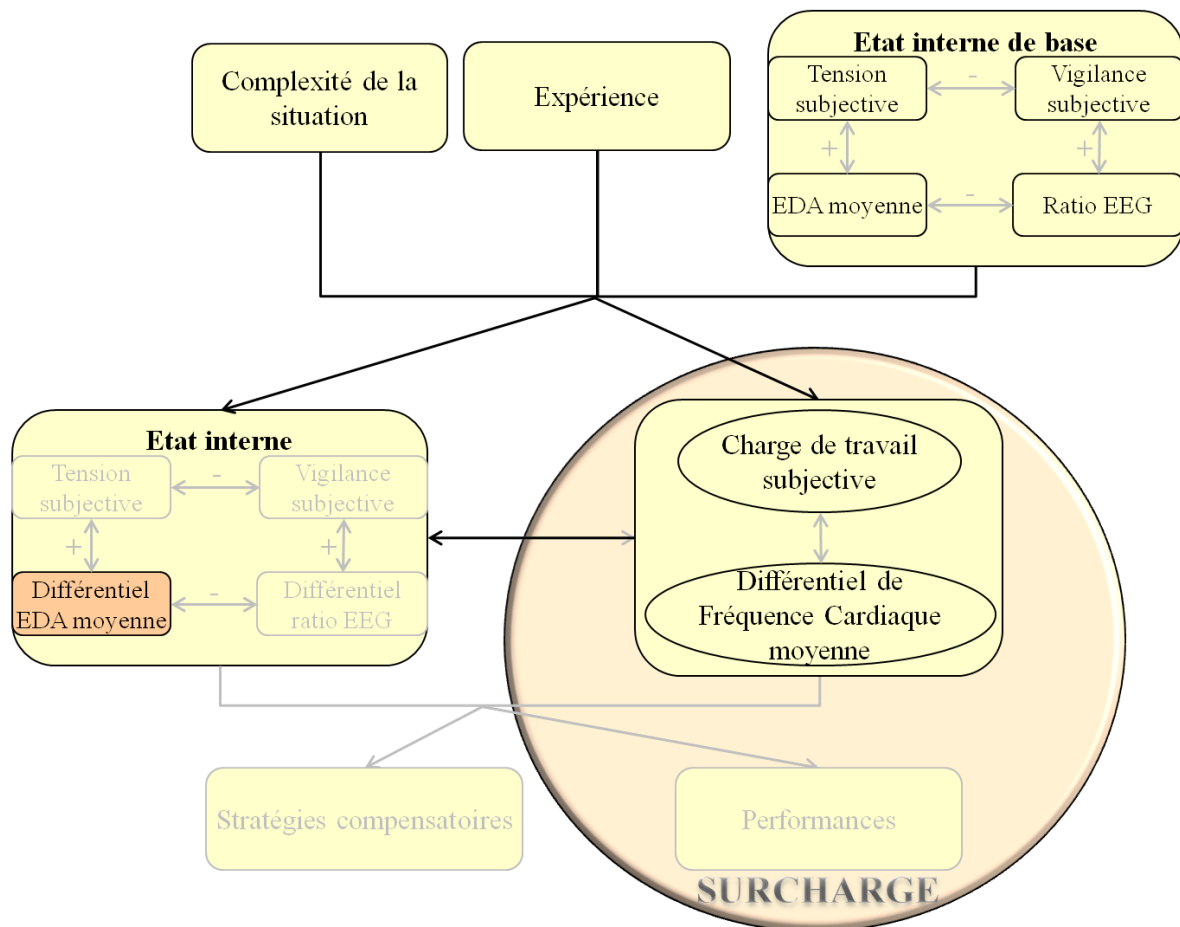 Complexité de la
situation
Expérience
Etat interne de base
Tension
subjective
-
Vigilance
subjective
+
+
EDA moyenne
-
Ratio EEG
Etat interne
Tension
subjective
-
Vigilance
subjective
+
+
Différentiel
EDA moyenne
-
Différentiel
ratio EEG
Charge de travail
subjective
Différentiel de
Fréquence Cardiaque
moyenne
Stratégies compensatoires
Performances
SURCHARGE